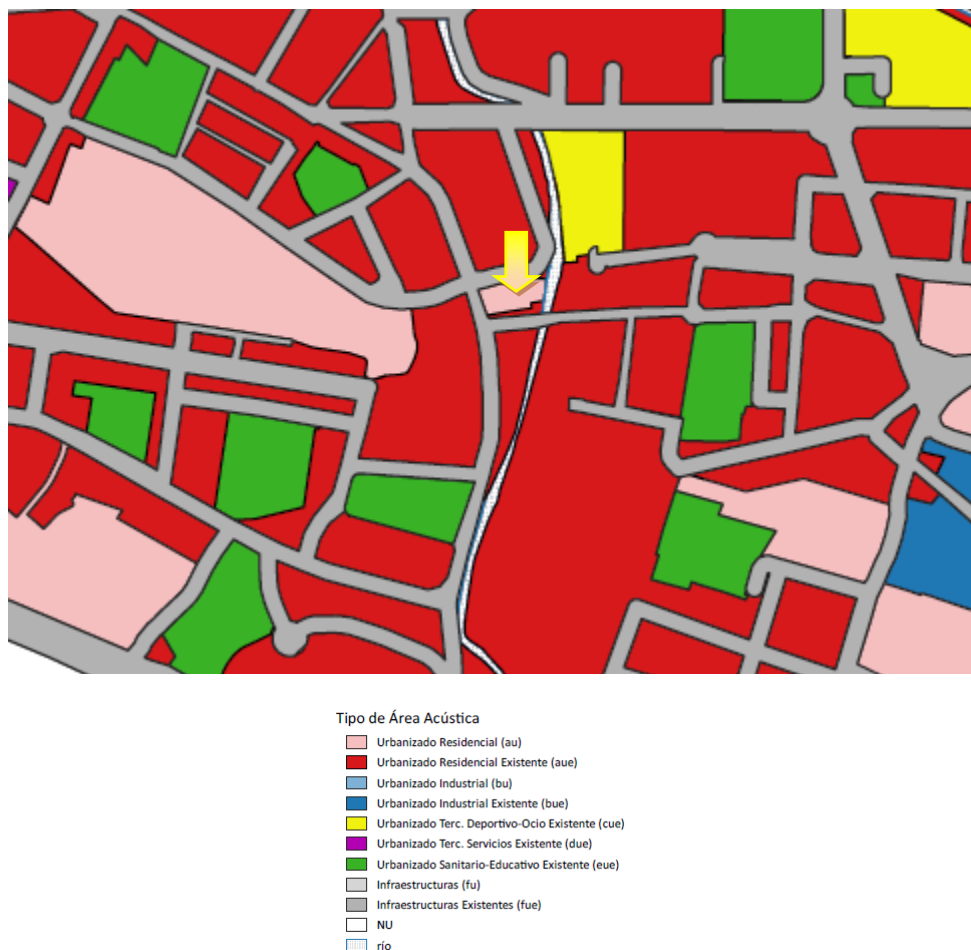 Tipo de Área Acústica
Urbanizado Residencial (au)
Urbanizado Residencial Existente (aue)
Urbanizado Industrial (bu)
Urbanizado Industrial Existente (bue)
Urbanizado Terc. Deportivo-Ocio Existente (cue)
Urbanizado Terc. Servicios Existente (due)
Urbanizado Sanitario-Educativo Existente (eue)
Infraestructuras (fu)
Infraestructuras Existentes (fue)
NU
río